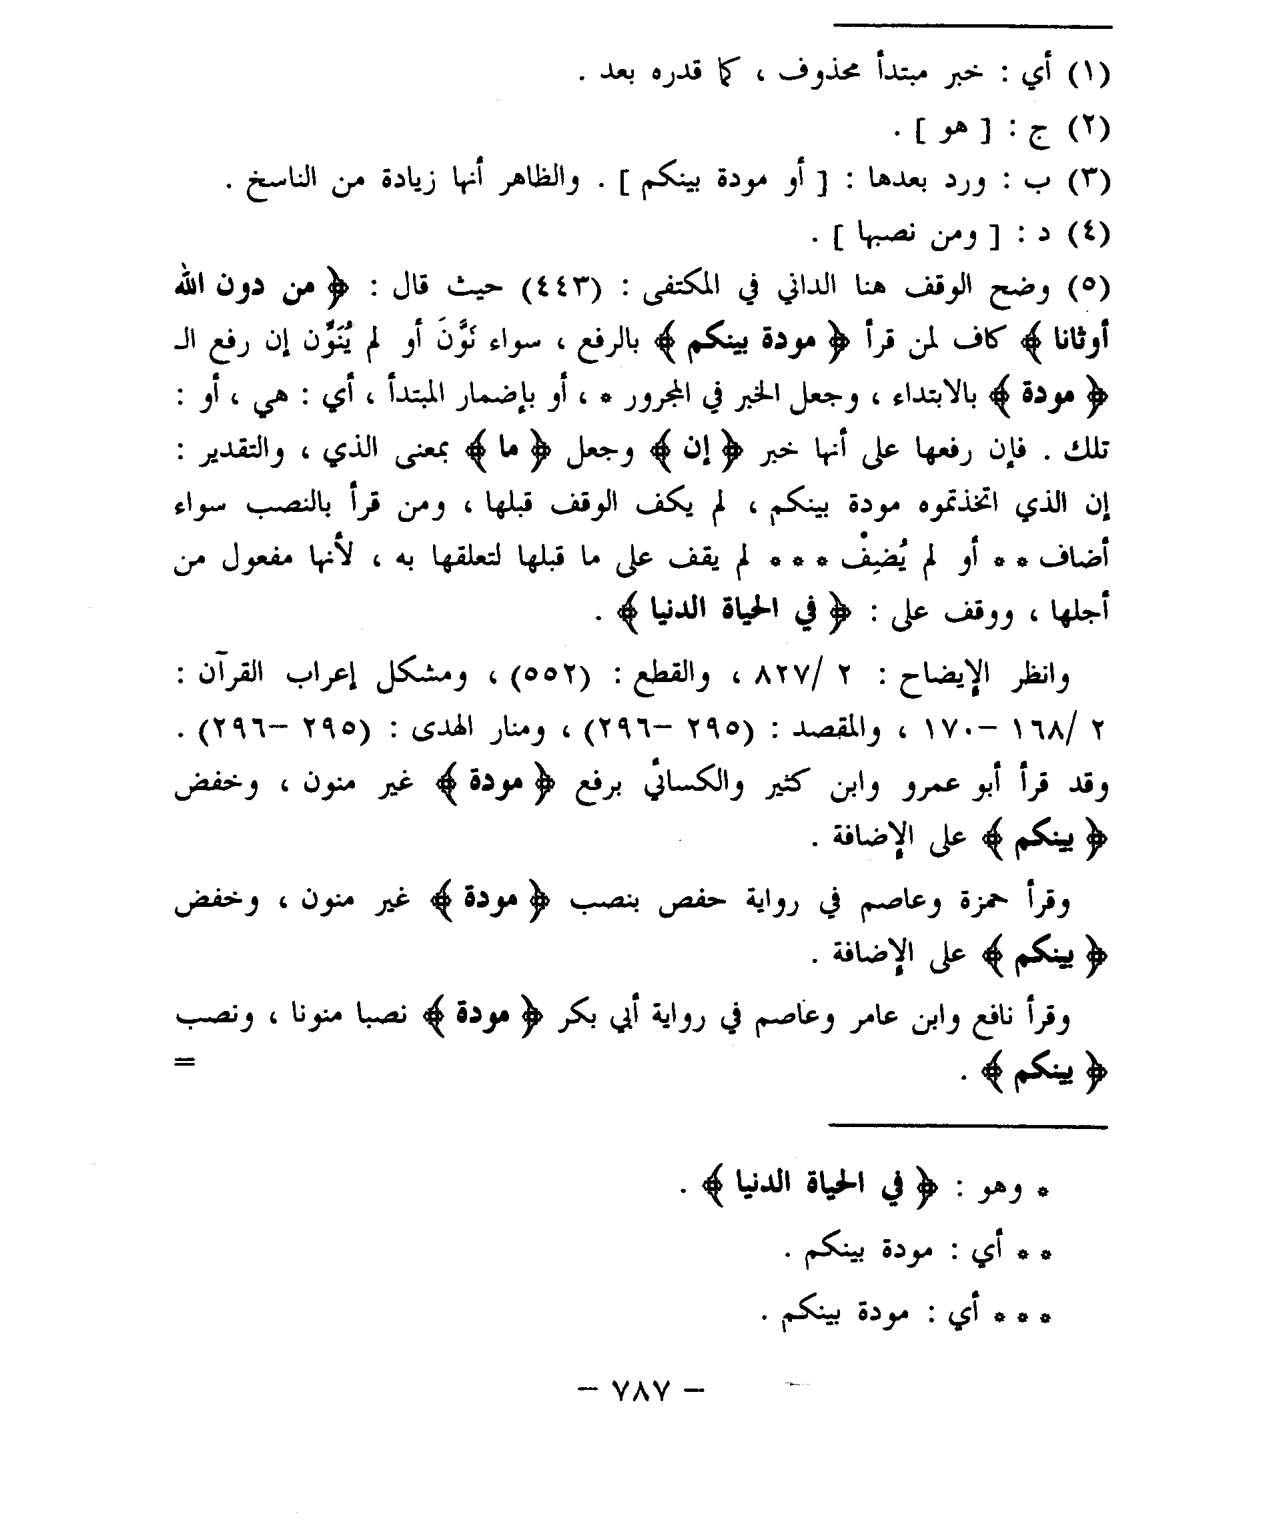 (١) أي : خبر مبتدأ محذوف ، كما قدره بعد .
(٢) ج : [ هو ] .
(٣) ب : ورد بعدها : [ أو مودة بينكم ] . والظاهر أنها زيادة من الناسخ .
(٤) د : [ ومن نصبها ] .
(٥) وضح الوقف هنا الداني في المكتفى : (٤٤٣) حيث قال : ﴿ من دون الله
أوثانا ﴾ كاف لمن قرأ ﴿ مودة بينكم ﴾ بالرفع ، سواء نَوَّنَ أو لم يُنَوِّن إن رفع الـ
﴿ مودة ﴾ بالابتداء ، وجعل الخبر في المجرور * ، أو بإضمار المبتدأ ، أي : هي ، أو :
تلك . فإن رفعها على أنها خبر ﴿ إن ﴾ وجعل ﴿ ما ﴾ بمعنى الذي ، والتقدير :
إن الذي اتخذتموه مودة بينكم ، لم يكف الوقف قبلها ، ومن قرأ بالنصب سواء
أضاف * * أو لم يُضِفْ * * * لم يقف على ما قبلها لتعلقها به ، لأنها مفعول من
أجلها ، ووقف على : ﴿ في الحياة الدنيا ﴾ .
وانظر الإيضاح : ٢ /٨٢٧ ، والقطع : (٥٥٢) ، ومشكل إعراب القرآن :
٢ /١٦٨ – ١٧٠ ، والمقصد : (٢٩٥ – ٢٩٦) ، ومنار الهدى : (٢٩٥ – ٢٩٦) .
وقد قرأ أبو عمرو وابن كثير والكسائي برفع ﴿ مودة ﴾ غير منون ، وخفض
﴿ بينكم ﴾ على الإضافة .
وقرأ حمزة وعاصم في رواية حفص بنصب ﴿ مودة ﴾ غير منون ، وخفض
﴿ بينكم ﴾ على الإضافة .
وقرأ نافع وابن عامر وعاصم في رواية أبي بكر ﴿ مودة ﴾ نصبا منونا ، ونصب
﴿ بينكم ﴾ . =
* وهو : ﴿ في الحياة الدنيا ﴾ .
* * أي : مودة بينكم .
* * * أي : مودة بينكم .
– ٧٨٧ –